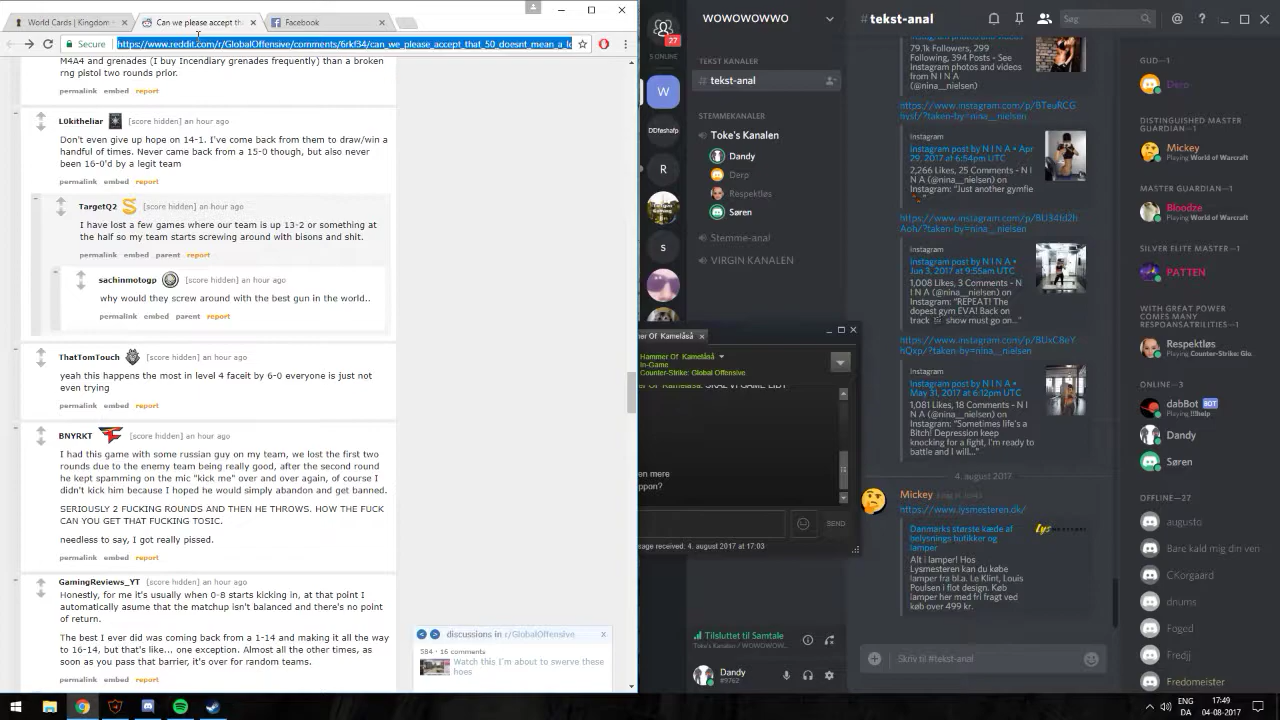 World Cards | Kingdom
Can we please accept th
Facebook
Secure
https://www.reddit.com/r/GlobalOffensive/comments/6rkf34/can_we_please_accept_that_50_doesnt_mean_a_lo
M4A4 and grenades (I buy Incendiary grenades frequently) than a broken
rng pistol two rounds prior.
permalink embed report
L0kitheliar [score hidden] an hour ago
Don't even give up hope on 14-1. I've come back from them to draw/win a
handful of times. Never came back from a 15-0 though, but also never
been 16-0'd by a legit team
permalink embed report
TargetQ2 [score hidden] an hour ago
I have lost a few games where our team is up 13-2 or something at
the half so my team starts screwing around with bisons and shit.
permalink embed parent report
sachinmotogp [score hidden] an hour ago
why would they screw around with the best gun in the world..
permalink embed parent report
ThatTomTouch [score hidden] an hour ago
yeah this happens the most in level 4 faceit by 6-0 everyone is just not
even trying
permalink embed report
BNYRKT [score hidden] an hour ago
I had this game with some russian guy on my team, we lost the first two
rounds due to the enemy team being really good, after the second round
he kept spamming on the mic "kick me" over and over again, of course I
didn't kick him because I hoped he would simply abandon and get banned.
SERIOUSLY 2 FUCKING ROUNDS AND THEN HE THROWS. HOW THE FUCK
CAN YOU GET THAT FUCKING TOSIC.
needless to say, I got really pissed.
permalink embed report
GamingReviews_YT [score hidden] an hour ago
Honestly, for me it's usually when 0-6 starts kicking in, at that point I
automatically asume that the matchup isn't balanced and there's no point
of return.
The best I ever did was coming back from a 1-14 and making it all the way
to 16-14, but that's like... one exception. Almost all the other times, as
soon as you pass that barrier, it's over for random teams.
discussions in r/GlobalOffensive X
584 · 16 comments
Watch this I'm about to swerve these
hoes
27
5 ONLINE
W
DDfeshafp
R
s
WOWOWOWWO
TEKST KANALER
# tekst-anal
STEMMEKANALER
Toke's Kanalen
Dandy
Derp
Respektløs
Søren
Stemme-anal
VIRGIN KANALEN
mer Of Kamelåså x
Hammer Of Kamelåså
In-Game
Counter-Strike: Global Offensive
en mere
ppon?
SEND
sage received: 4. august 2017 at 17:03
Tilsluttet til Samtale
Toke's Kanalen / WOWOWOW...
Dandy
#9762
# tekst-anal
Søg
79.1k Followers, 299
Following, 394 Posts - See
Instagram photos and videos
from N I N A
(@nina__nielsen)
https://www.instagram.com/p/BTeuRCG
hvsf/?taken-by=nina__nielsen
Instagram
Instagram post by N I N A • Apr
29, 2017 at 6:54pm UTC
2,266 Likes, 25 Comments - N
I N A (@nina__nielsen) on
Instagram: "Just another gymfie
https://www.instagram.com/p/BU34fd2h
Aoh/?taken-by=nina__nielsen
Instagram
Instagram post by N I N A •
Jun 3, 2017 at 9:55am UTC
1,008 Likes, 3 Comments - N I
N A (@nina__nielsen) on
Instagram: "REPEAT! The
dopest gym EVA! Back on
track show must go on..."
https://www.instagram.com/p/BUxC8eY
hQxp/?taken-by=nina__nielsen
Instagram
Instagram post by N I N A •
May 31, 2017 at 6:12pm UTC
1,081 Likes, 18 Comments - N I
N A (@nina__nielsen) on
Instagram: "Sometimes life's a
Bitch! Depression keep
knocking for a fight, I'm ready to
battle and I will..."
4. august 2017
Mickey
https://www.lysmesteren.dk/
Danmarks største kæde af
belysnings butikker og
lamper
Alt i lamper! Hos
Lysmesteren kan du købe
lamper fra bl.a. Le Klint, Louis
Poulsen i flot design. Køb
lamper her med fri fragt ved
køb over 499 kr.
Skriv til #tekst-anal
GUD—1
Dero
DISTINGUISHED MASTER
GUARDIAN—1
Mickey
Playing World of Warcraft
MASTER GUARDIAN—1
Bloodze
Playing World of Warcraft
SILVER ELITE MASTER—1
PATTEN
WITH GREAT POWER
COMES MANY
RESPOANSATRILITIES—1
Respektløs
Playing Counter-Strike: Glo
ONLINE—3
dabBot BOT
Playing !!!help
Dandy
Søren
OFFLINE—27
augusto
Bare kald mig din ven
CKorgaard
dnums
Foged
Fredjj
Fredomeister
ENG
DA
17:49
04-08-2017